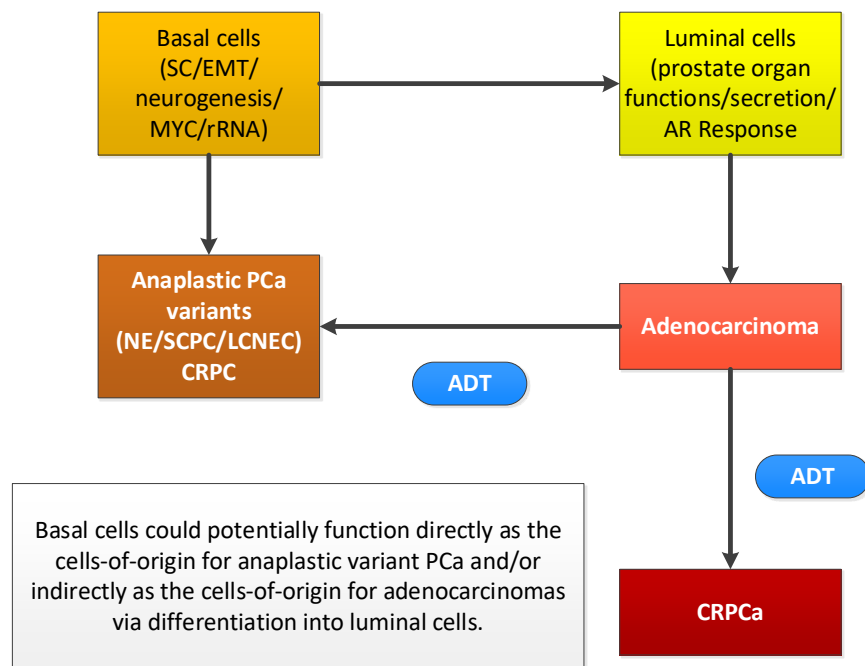 Basal cells
(SC/EMT/
neurogenesis/
MYC/rRNA)
Luminal cells
(prostate organ
functions/secretion/
AR Response
Anaplastic PCa
variants
(NE/SCPC/LCNEC)
CRPC
Adenocarcinoma
ADT
ADT
Basal cells could potentially function directly as the
cells-of-origin for anaplastic variant PCa and/or
indirectly as the cells-of-origin for adenocarcinomas
via differentiation into luminal cells.
CRPCa